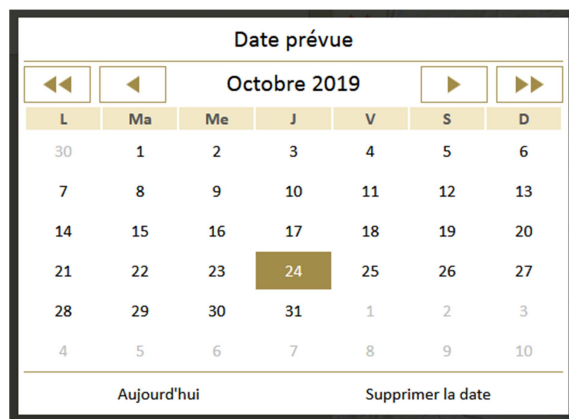 Date prévue
Octobre 2019
L Ma Me J V S D
30 1 2 3 4 5 6
7 8 9 10 11 12 13
14 15 16 17 18 19 20
21 22 23 24 25 26 27
28 29 30 31 1 2 3
4 5 6 7 8 9 10
Aujourd'hui Supprimer la date